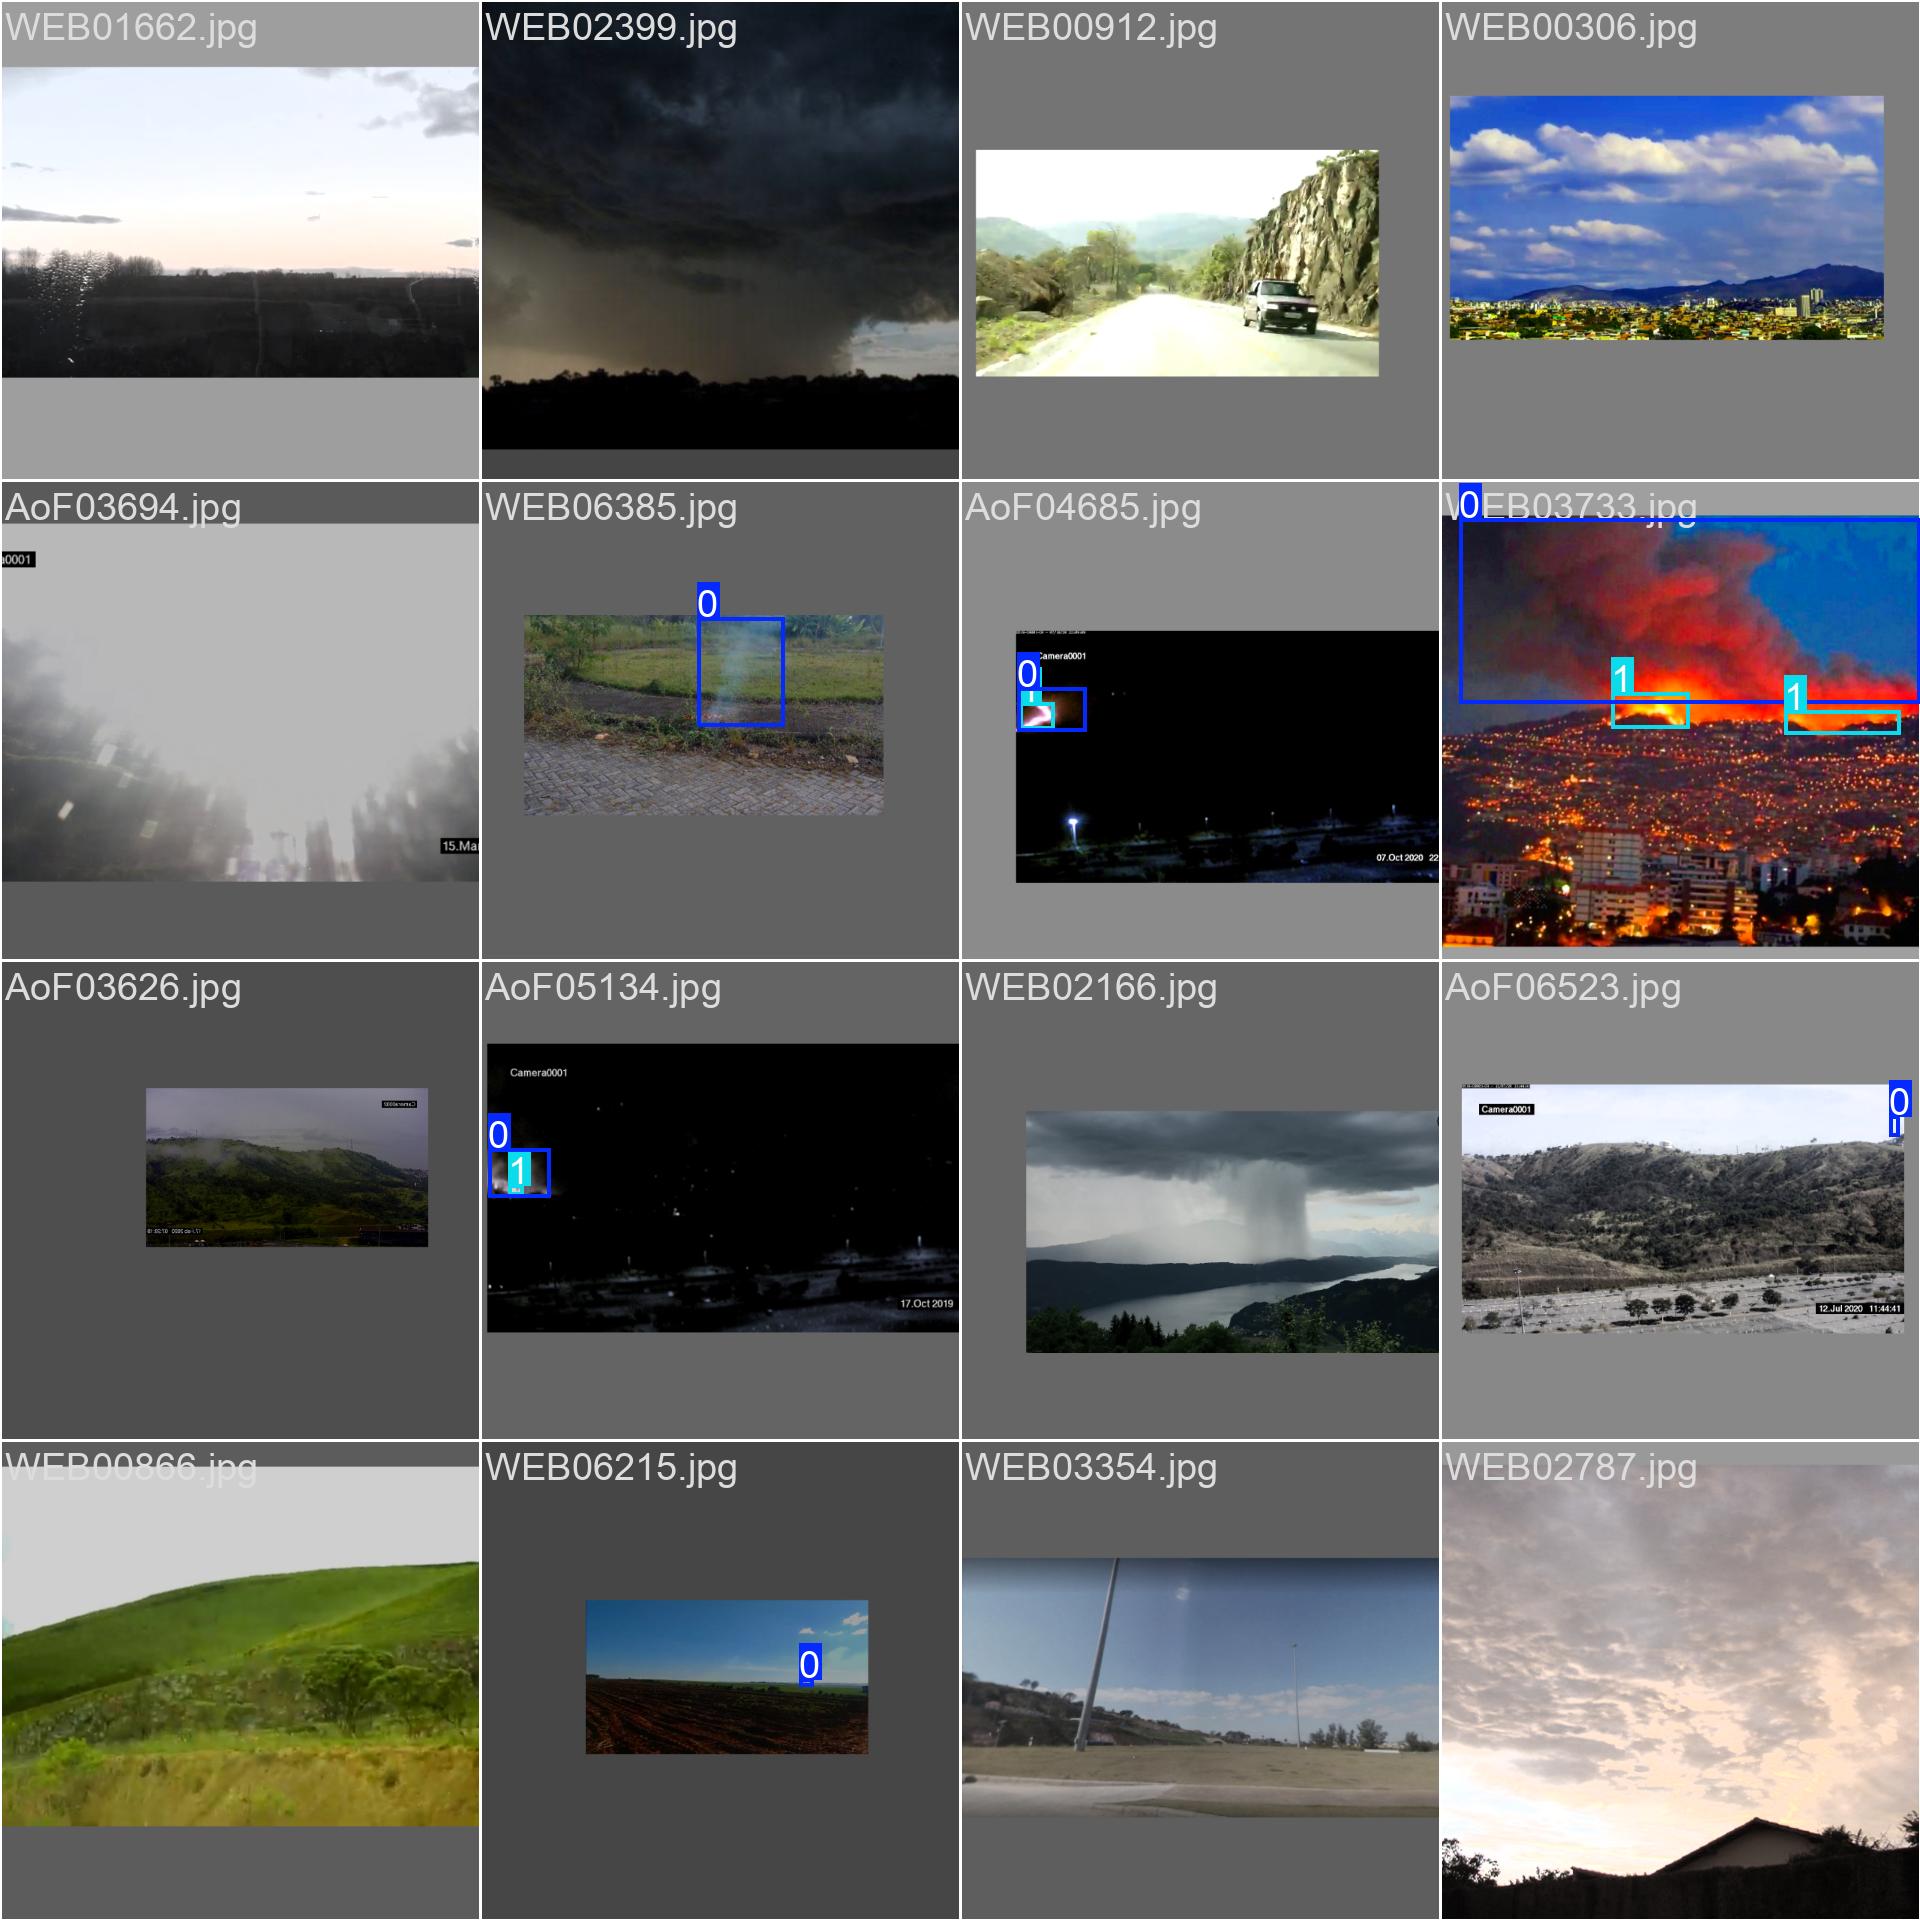 WEB01662.jpg
WEB02399.jpg
WEB00912.jpg
WEB00306.jpg
AoF03694.jpg
a0001
15.Ma
WEB06385.jpg
0
AoF04685.jpg
Camera0001
0
1
07.Oct 2020 22
WEB03733.jpg
0
1
1
AoF03626.jpg
AoF05134.jpg
Camera0001
0
1
17.Oct 2019
WEB02166.jpg
AoF06523.jpg
Camera0001
0
12.Jul 2020 11:44:41
WEB00866.jpg
WEB06215.jpg
0
WEB03354.jpg
WEB02787.jpg